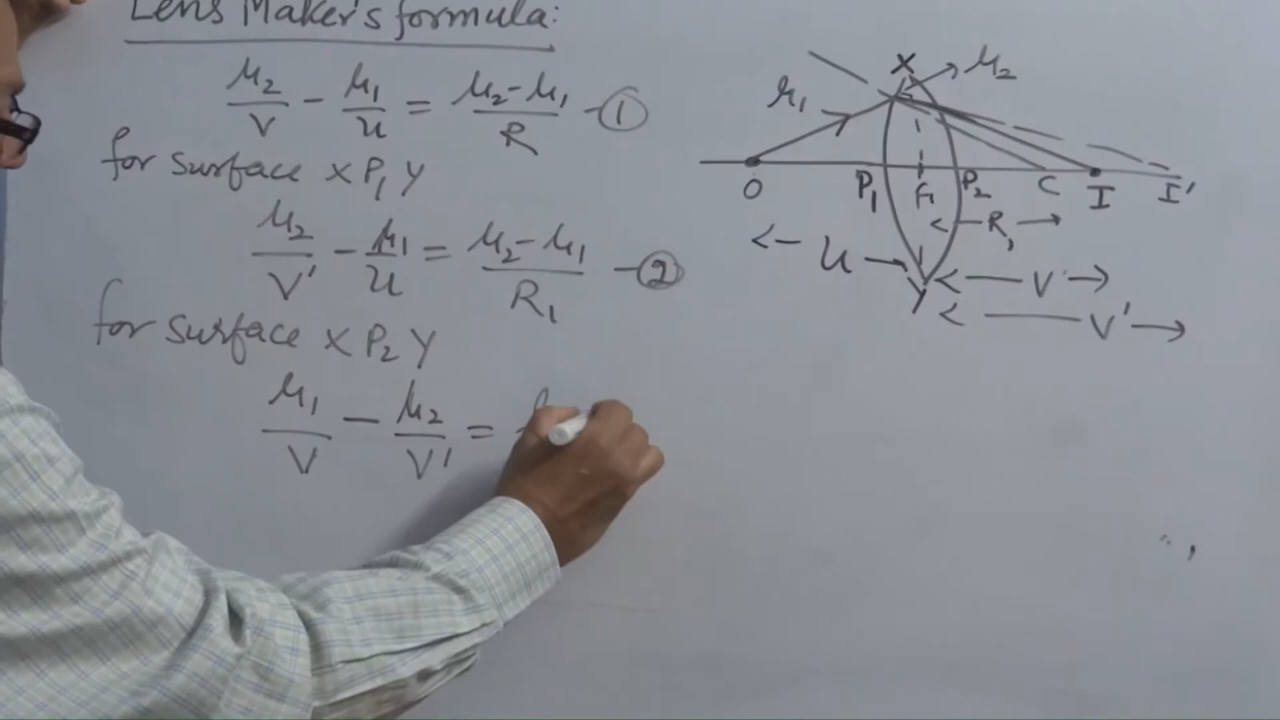 Lens Maker's formula:
μ₂/v - μ₁/u = μ₂-μ₁/R -①
for surface XP₁Y
μ₂/v' - μ₁/u = μ₂-μ₁/R₁ -②
for surface XP₂Y
μ₁/v - μ₂/v' =
X
μ₂
μ₁
O
P₁
P₂
C
I
I'
R₁
u
Y
v
v'